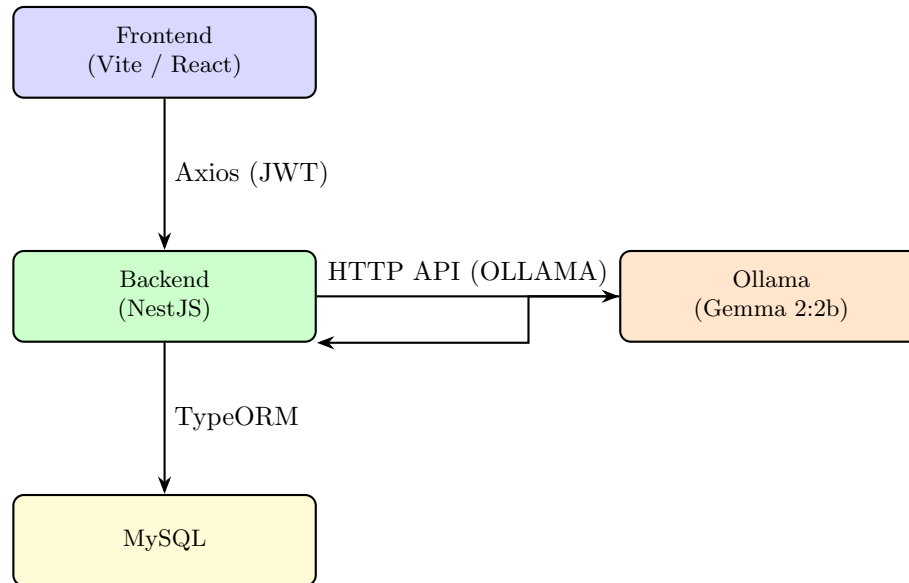 Frontend
(Vite / React)
Axios (JWT)
Backend
(NestJS)
HTTP API (OLLAMA)
Ollama
(Gemma 2:2b)
TypeORM
MySQL